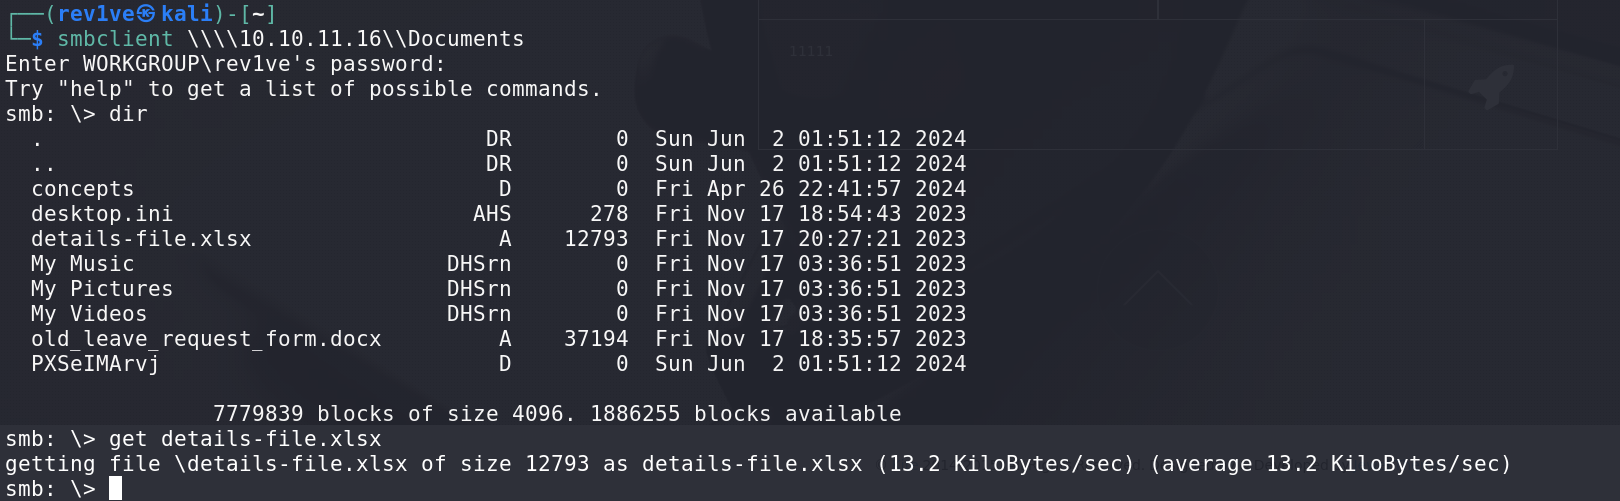 ┌──(rev1ve㉿kali)-[~]
└─$ smbclient \\\\10.10.11.16\\Documents
11111
Enter WORKGROUP\rev1ve's password:
Try "help" to get a list of possible commands.
smb: \> dir
  .                                  DR        0  Sun Jun  2 01:51:12 2024
  ..                                 DR        0  Sun Jun  2 01:51:12 2024
  concepts                            D        0  Fri Apr 26 22:41:57 2024
  desktop.ini                       AHS      278  Fri Nov 17 18:54:43 2023
  details-file.xlsx                   A    12793  Fri Nov 17 20:27:21 2023
  My Music                        DHSrn        0  Fri Nov 17 03:36:51 2023
  My Pictures                     DHSrn        0  Fri Nov 17 03:36:51 2023
  My Videos                       DHSrn        0  Fri Nov 17 03:36:51 2023
  old_leave_request_form.docx         A    37194  Fri Nov 17 18:35:57 2023
  PXSeIMArvj                          D        0  Sun Jun  2 01:51:12 2024
                7779839 blocks of size 4096. 1886255 blocks available
smb: \> get details-file.xlsx
getting file \details-file.xlsx of size 12793 as details-file.xlsx (13.2 KiloBytes/sec) (average 13.2 KiloBytes/sec)
smb: \>